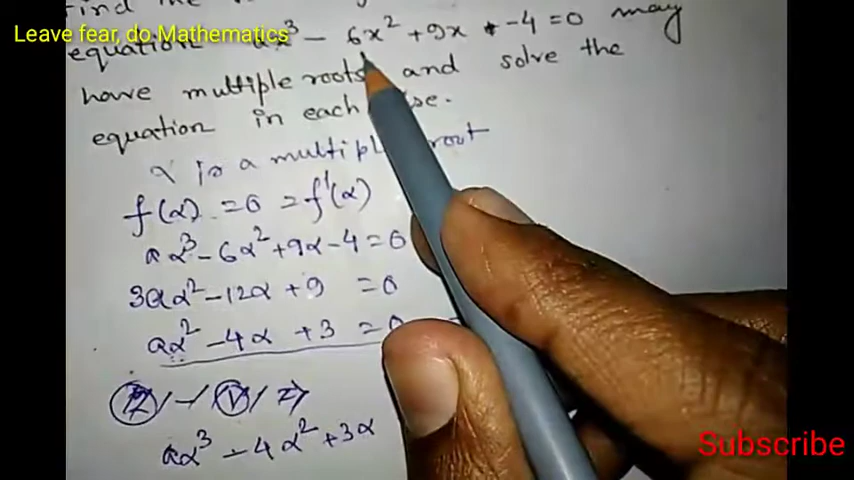 Leave fear, do Mathematics
find the
equation ax³ - 6x² + 9x - 4 = 0 may
have multiple roots and solve the
equation in each
α is a multiple root
f(α) = 0 = f'(α)
aα³ - 6α² + 9α - 4 = 0
3aα² - 12α + 9 = 0
aα² - 4α + 3 = 0
aα³ - 4α² + 3α
Subscribe